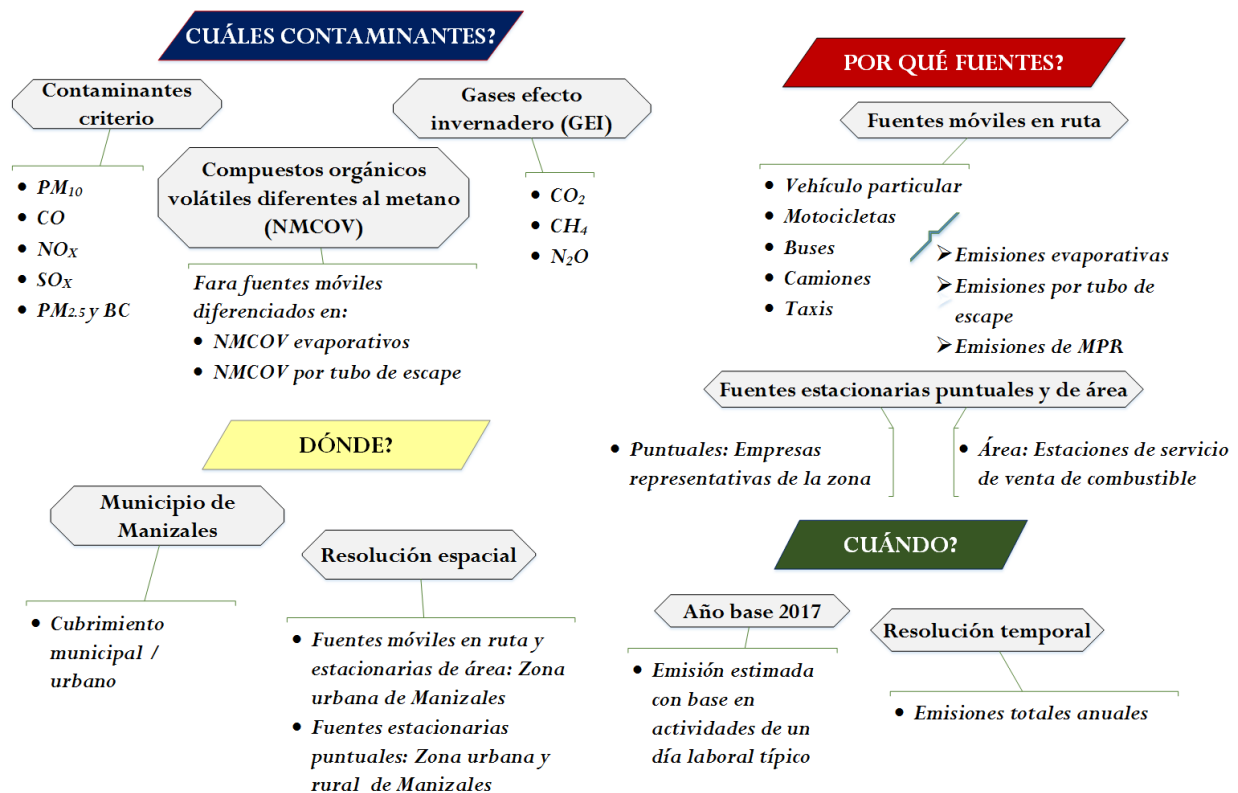 CUÁLES CONTAMINANTES?
Contaminantes
criterio
• PM10
• CO
• NOX
• SOX
• PM2.5 y BC
Compuestos orgánicos
volátiles diferentes al metano
(NMCOV)
Fara fuentes móviles
diferenciados en:
• NMCOV evaporativos
• NMCOV por tubo de escape
Gases efecto
invernadero (GEI)
• CO2
• CH4
• N2O
POR QUÉ FUENTES?
Fuentes móviles en ruta
• Vehículo particular
• Motocicletas
• Buses
• Camiones
• Taxis
➤Emisiones evaporativas
➤Emisiones por tubo de
escape
➤Emisiones de MPR
Fuentes estacionarias puntuales y de área
• Puntuales: Empresas
representativas de la zona
• Área: Estaciones de servicio
de venta de combustible
DÓNDE?
Municipio de
Manizales
• Cubrimiento
municipal /
urbano
Resolución espacial
• Fuentes móviles en ruta y
estacionarias de área: Zona
urbana de Manizales
• Fuentes estacionarias
puntuales: Zona urbana y
rural de Manizales
CUÁNDO?
Año base 2017
• Emisión estimada
con base en
actividades de un
día laboral típico
Resolución temporal
• Emisiones totales anuales